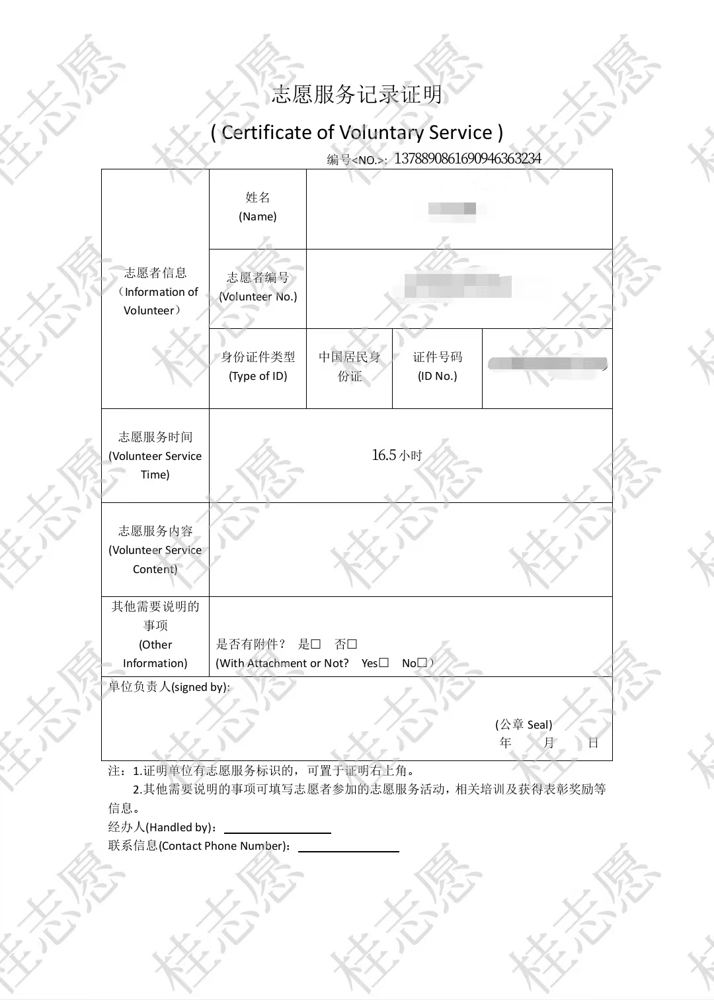 志愿服务记录证明
( Certificate of Voluntary Service )
编号<NO.>: 1378890861690946363234
志愿者信息
（Information of
Volunteer）
姓名
(Name)
志愿者编号
(Volunteer No.)
身份证件类型
(Type of ID)
中国居民身
份证
证件号码
(ID No.)
志愿服务时间
(Volunteer Service
Time)
16.5 小时
志愿服务内容
(Volunteer Service
Content)
其他需要说明的
事项
(Other
Information)
是否有附件？ 是□ 否□
(With Attachment or Not? Yes□ No□）
单位负责人(signed by):
(公章 Seal)
年 月 日
注：1.证明单位有志愿服务标识的，可置于证明右上角。
2.其他需要说明的事项可填写志愿者参加的志愿服务活动，相关培训及获得表彰奖励等
信息。
经办人(Handled by)：
联系信息(Contact Phone Number)：
桂志愿